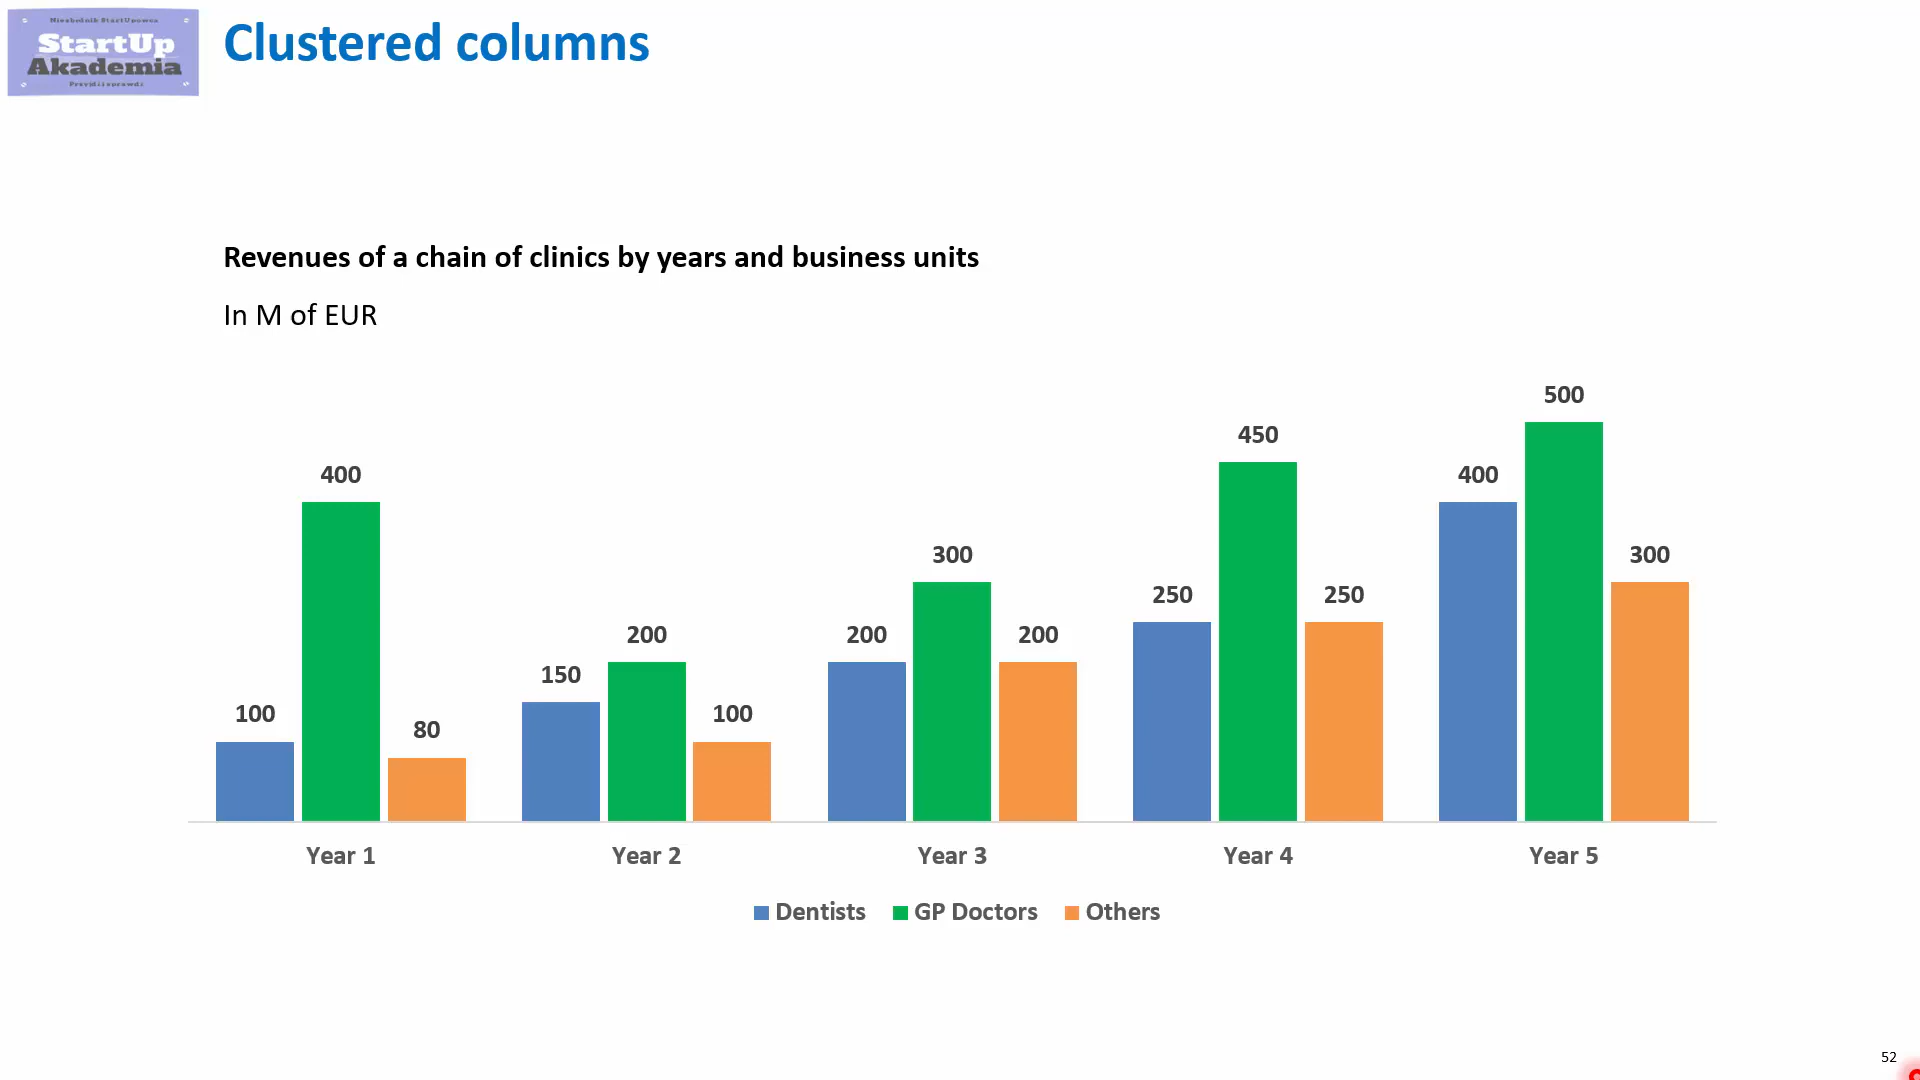 Niezbędnik StartUpowca
StartUp
Akademia
Clustered columns
Revenues of a chain of clinics by years and business units
In M of EUR
100 400 80 150 200 100 200 300 200 250 450 250 400 500 300
Year 1 Year 2 Year 3 Year 4 Year 5
Dentists GP Doctors Others
52